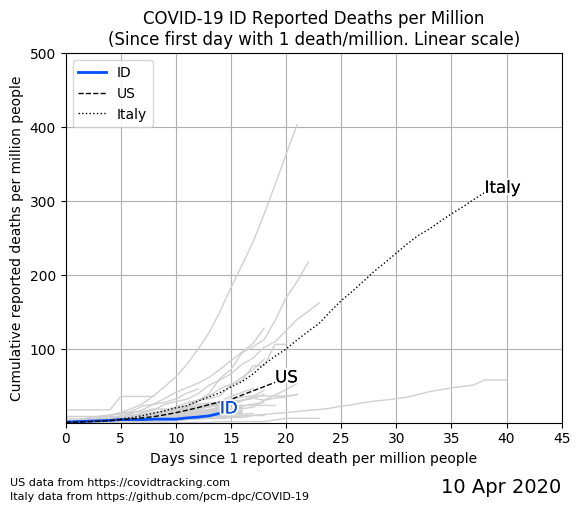 COVID-19 ID Reported Deaths per Million
(Since first day with 1 death/million. Linear scale)
Cumulative reported deaths per million people
500
400
300
200
100
ID
US
Italy
Italy
US
ID
0
5
10
15
20
25
30
35
40
45
Days since 1 reported death per million people
US data from https://covidtracking.com
Italy data from https://github.com/pcm-dpc/COVID-19
10 Apr 2020